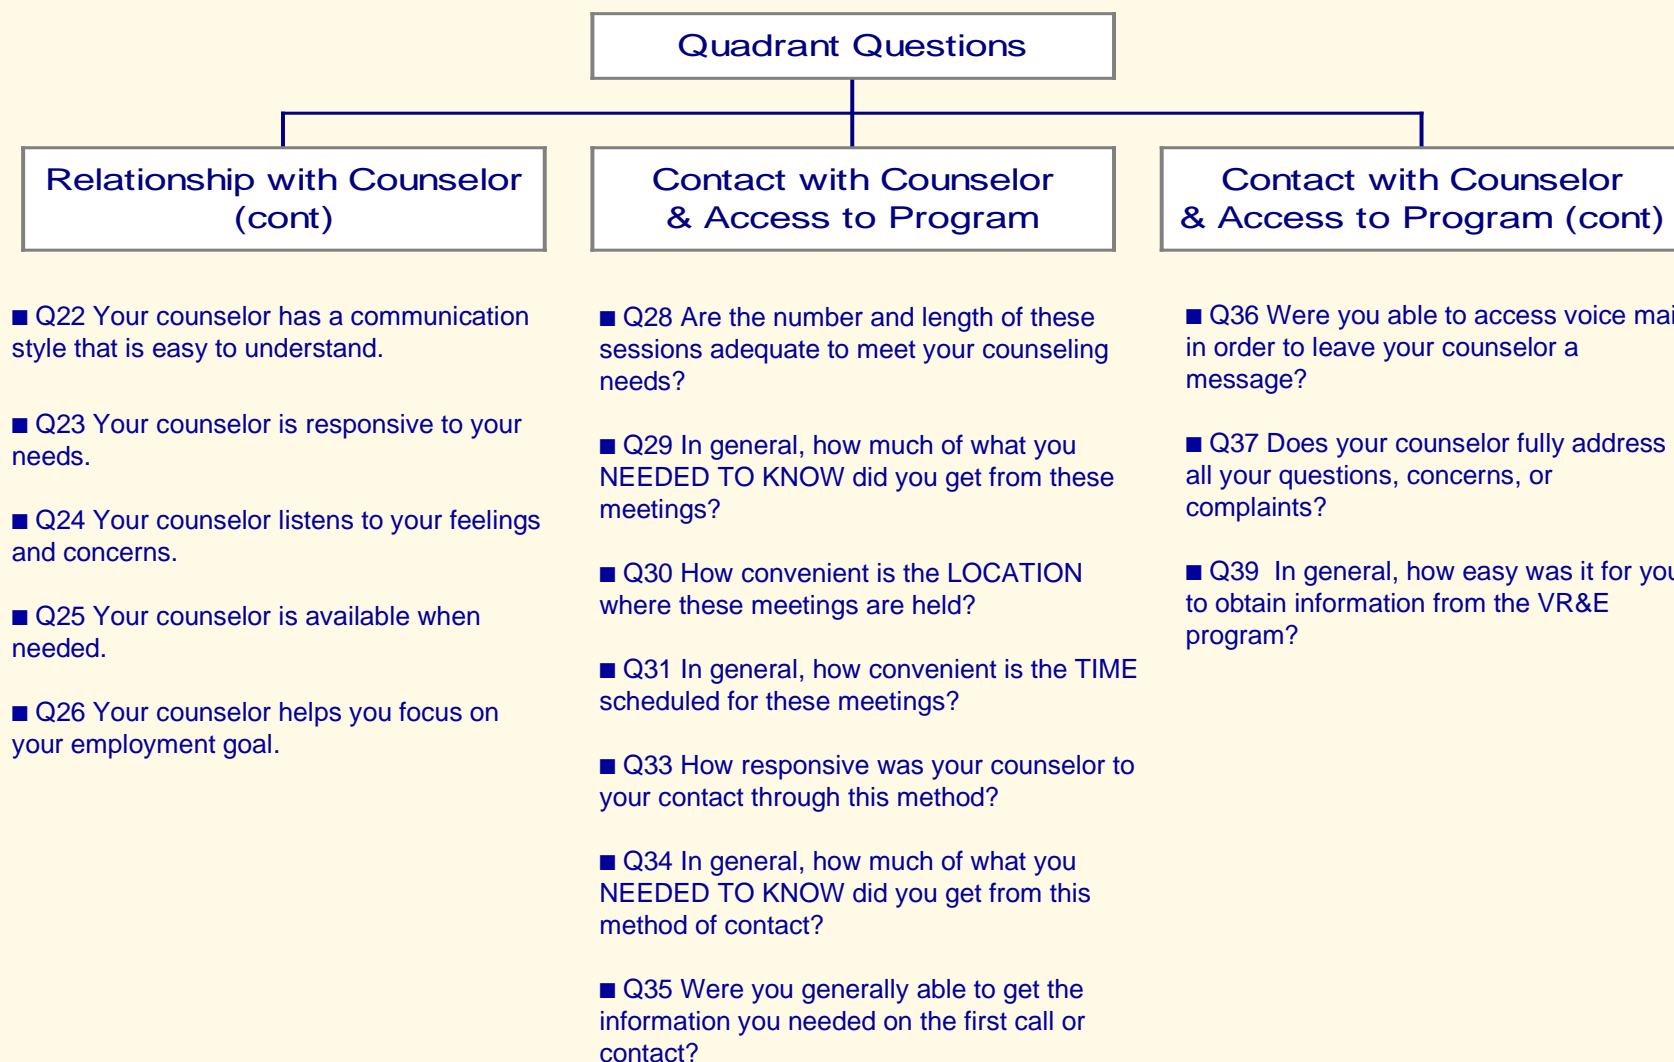 Quadrant Questions
Relationship with Counselor
(cont)
■ Q22 Your counselor has a communication
style that is easy to understand.
■ Q23 Your counselor is responsive to your
needs.
■ Q24 Your counselor listens to your feelings
and concerns.
■ Q25 Your counselor is available when
needed.
■ Q26 Your counselor helps you focus on
your employment goal.
Contact with Counselor
& Access to Program
■ Q28 Are the number and length of these
sessions adequate to meet your counseling
needs?
■ Q29 In general, how much of what you
NEEDED TO KNOW did you get from these
meetings?
■ Q30 How convenient is the LOCATION
where these meetings are held?
■ Q31 In general, how convenient is the TIME
scheduled for these meetings?
■ Q33 How responsive was your counselor to
your contact through this method?
■ Q34 In general, how much of what you
NEEDED TO KNOW did you get from this
method of contact?
■ Q35 Were you generally able to get the
information you needed on the first call or
contact?
Contact with Counselor
& Access to Program (cont)
■ Q36 Were you able to access voice mai
in order to leave your counselor a
message?
■ Q37 Does your counselor fully address
all your questions, concerns, or
complaints?
■ Q39 In general, how easy was it for you
to obtain information from the VR&E
program?